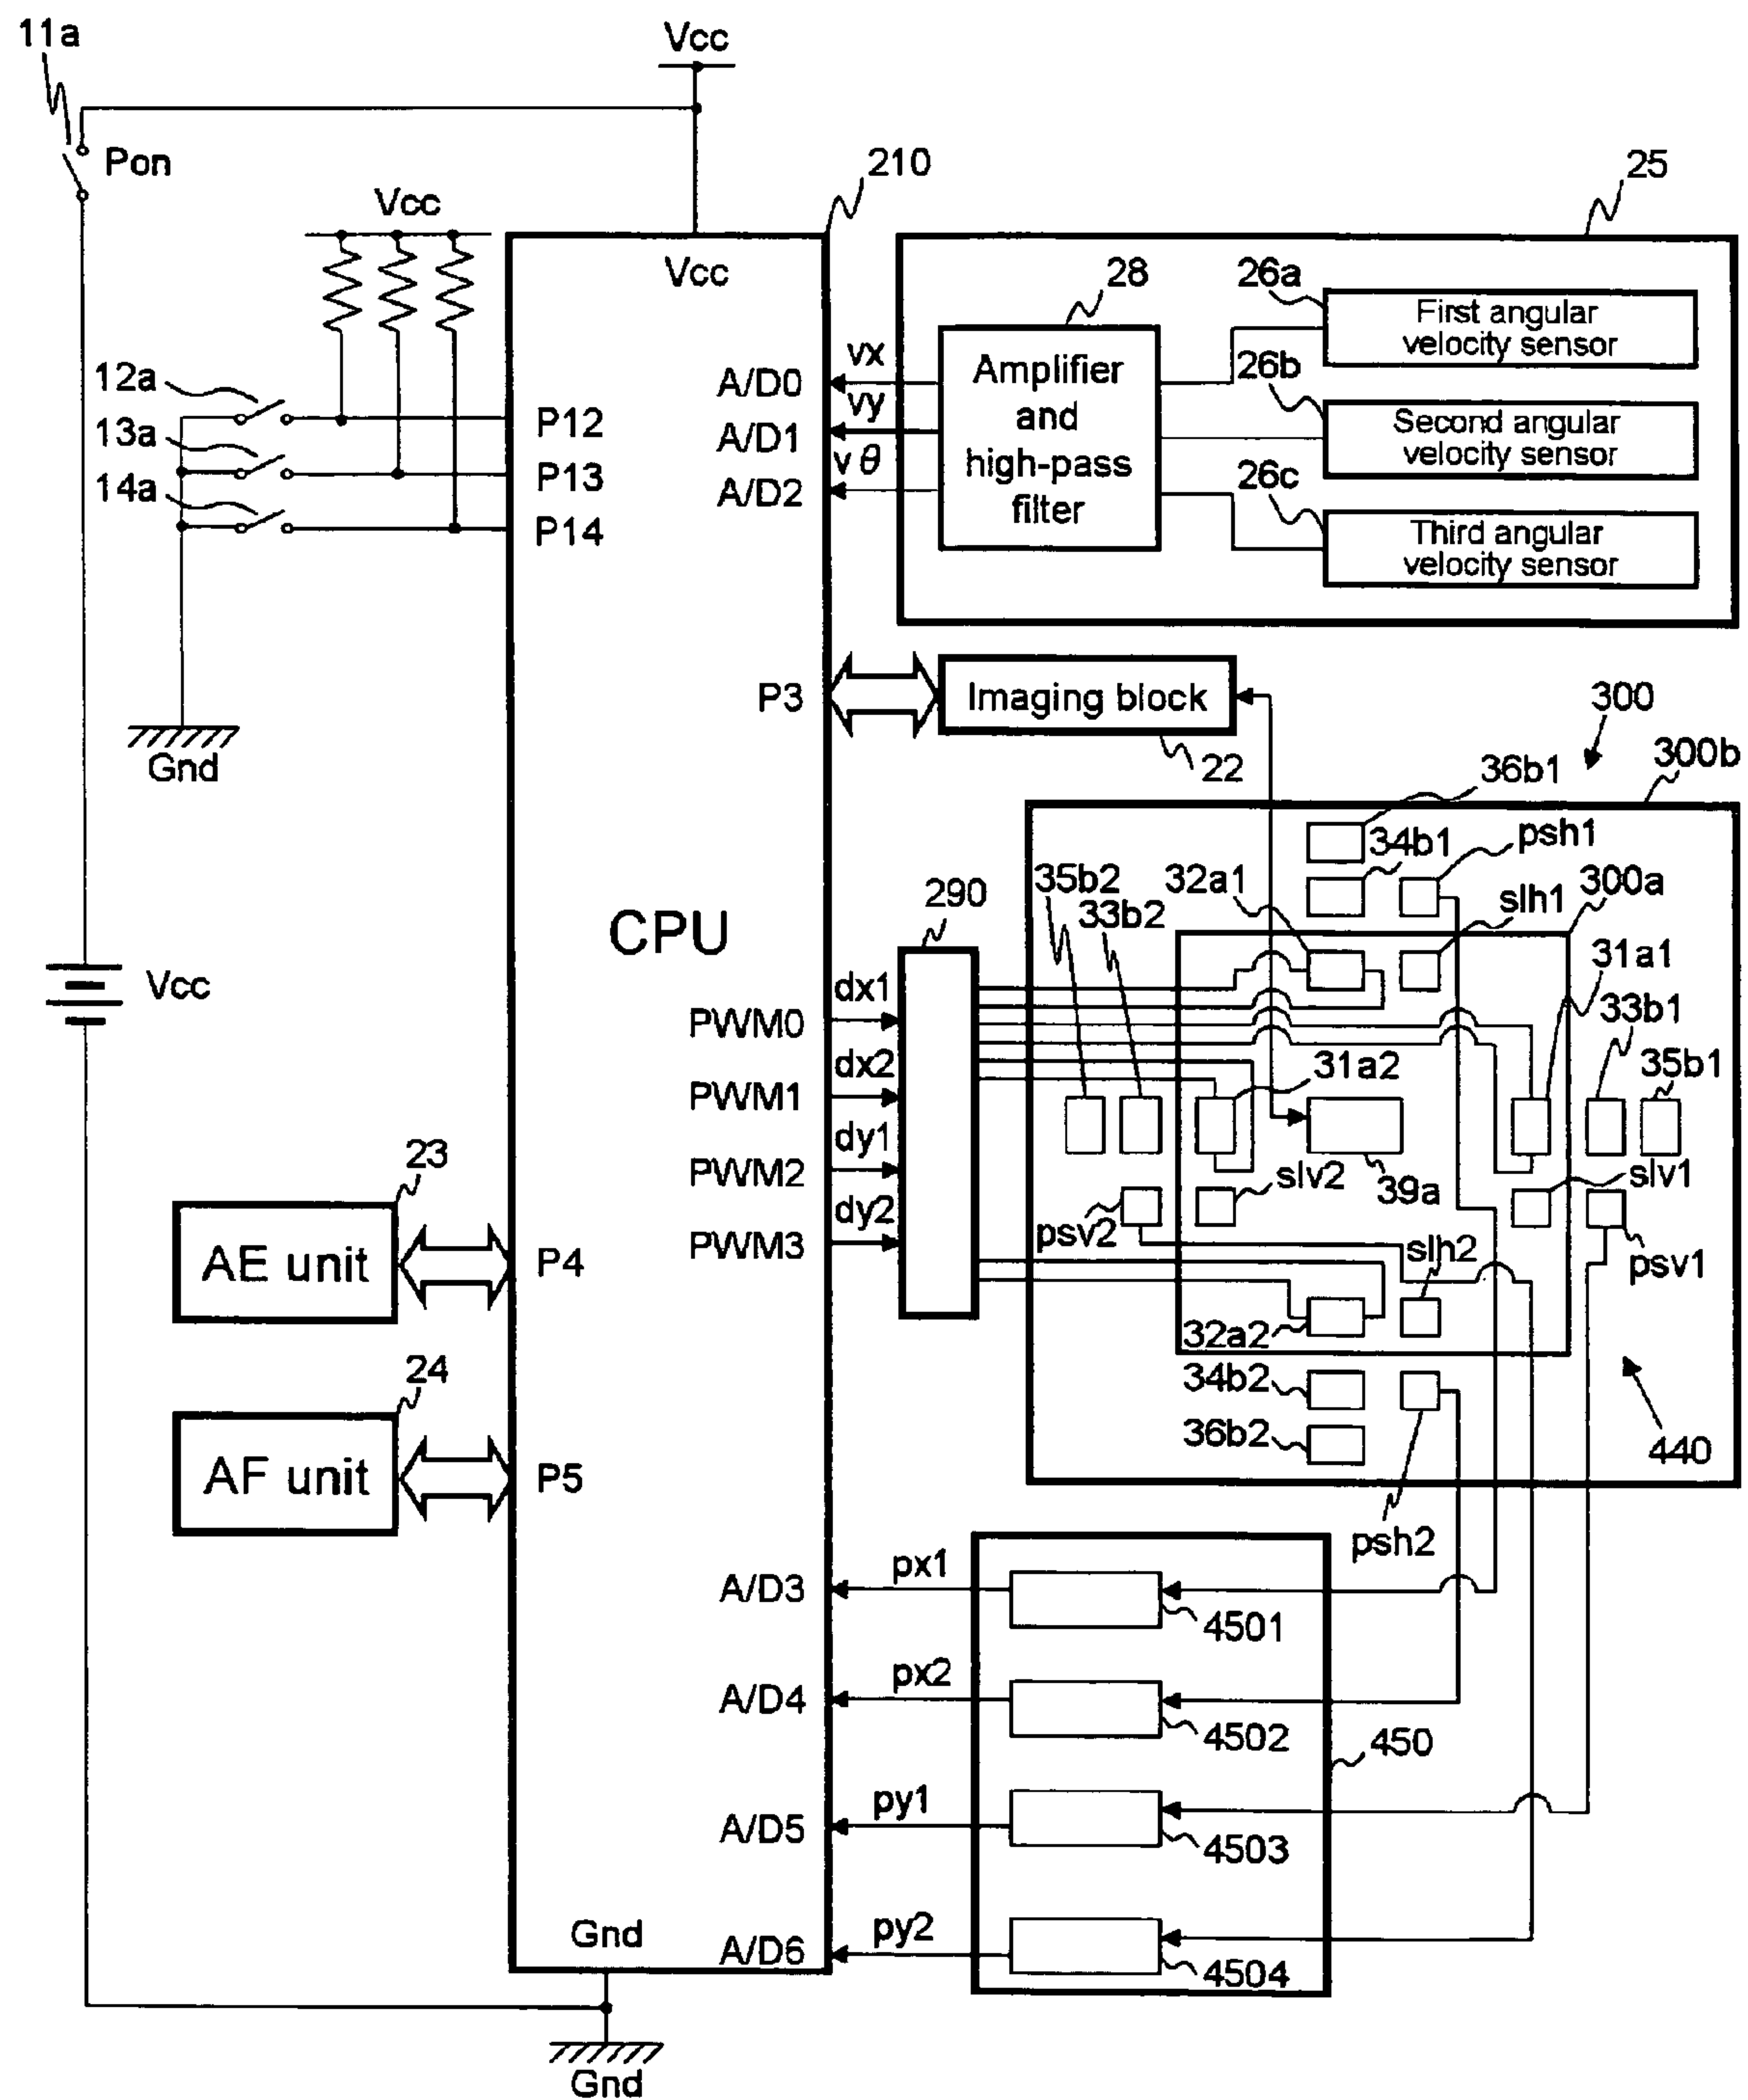 11a
Vcc
Pon
210
25
Vcc
Vcc
28
26a
First angular
velocity sensor
12a
vx
A/D0
Amplifier
and
high-pass
filter
26b
Second angular
velocity sensor
13a
P12
vy
A/D1
14a
P13
vθ
A/D2
26c
Third angular
velocity sensor
P14
P3
Imaging block
300
Gnd
22
300b
36b1
34b1
psh1
35b2
32a1
300a
290
33b2
slh1
CPU
31a1
Vcc
dx1
PWM0
33b1
dx2
31a2
35b1
PWM1
dy1
23
PWM2
slv2
39a
slv1
dy2
psv2
AE unit
P4
PWM3
slh2
psv1
32a2
24
34b2
36b2
440
AF unit
P5
psh2
px1
A/D3
4501
px2
A/D4
4502
450
py1
A/D5
4503
Gnd
py2
A/D6
4504
Gnd